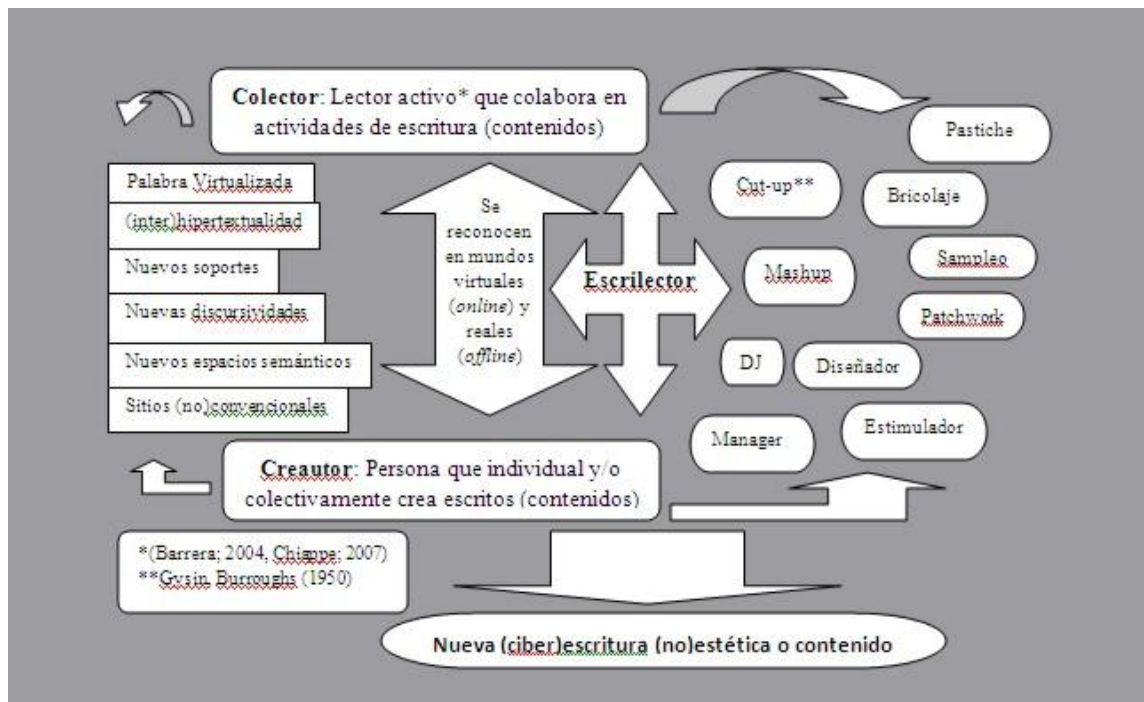 Colector: Lector activo* que colabora en
actividades de escritura (contenidos)
Palabra Virtualizada
(inter)hipertextualidad
Nuevos soportes
Nuevas discursividades
Nuevos espacios semánticos
Sitios (no)convencionales
Se
reconocen
en mundos
virtuales
(online) y
reales
(offline)
Escrilector
Pastiche
Cut-up**
Bricolaje
Sampleo
Mashup
Patchwork
DJ
Diseñador
Manager
Estimulador
Creautor: Persona que individual y/o
colectivamente crea escritos (contenidos)
*(Barrera; 2004, Chiappe; 2007)
**Gysin, Burroughs (1950)
Nueva (ciber)escritura (no)estética o contenido